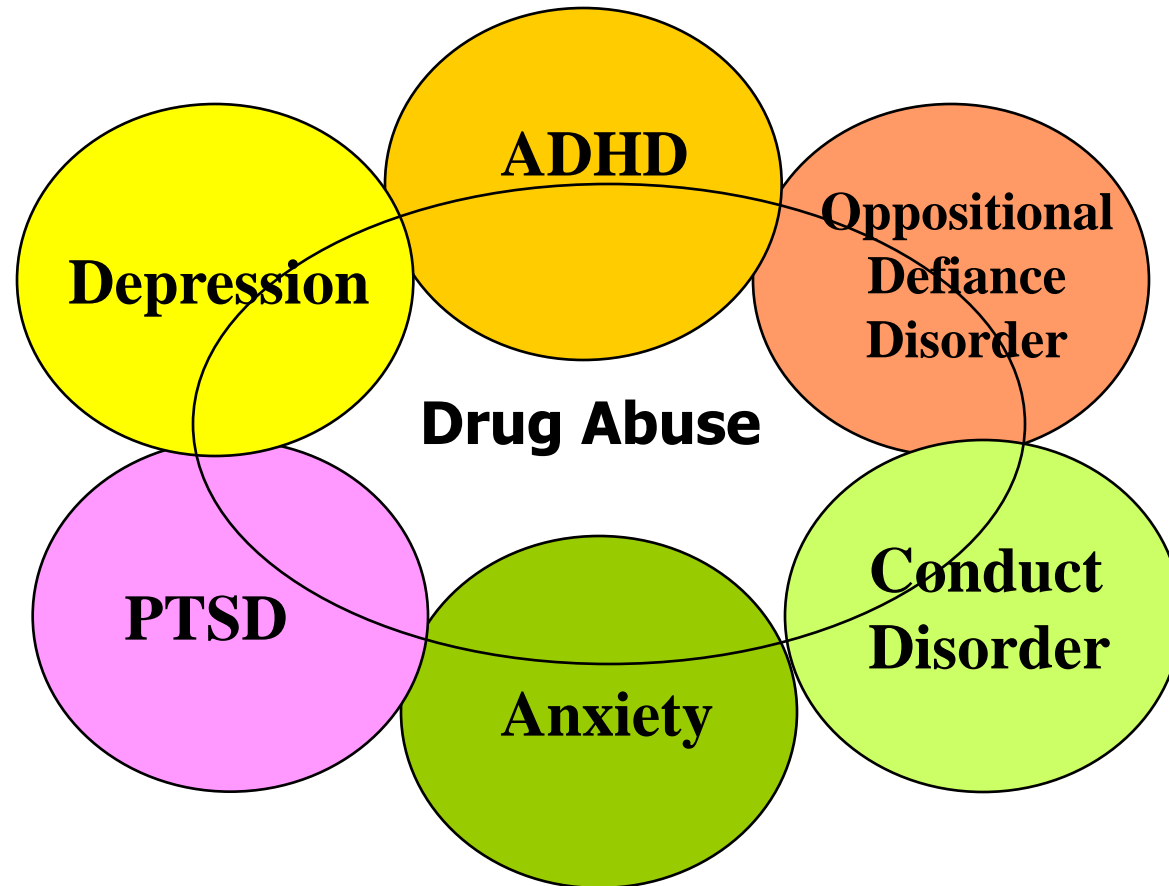 ADHD
Depression
Oppositional
Defiance
Disorder
Drug Abuse
PTSD
Conduct
Disorder
Anxiety